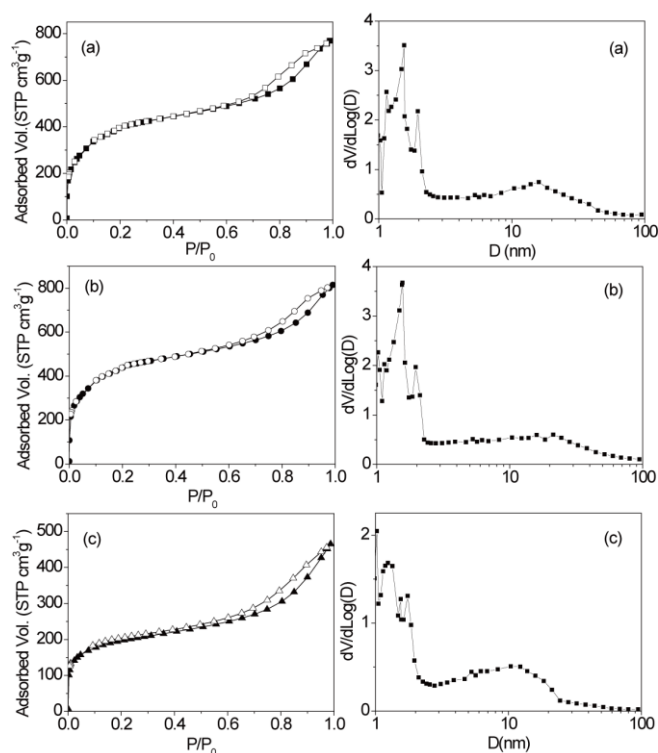 (a)
Adsorbed Vol.(STP cm³g⁻¹)
800
600
400
200
0
0.0 0.2 0.4 0.6 0.8 1.0
P/P₀
(a)
dV/dLog(D)
4
3
2
1
0
1 10 100
D (nm)
(b)
Adsorbed Vol. (STP cm³g⁻¹)
800
600
400
200
0
0.0 0.2 0.4 0.6 0.8 1.0
P/P₀
(b)
dV/dLog(D)
4
3
2
1
0
1 10 100
(c)
Adsorbed Vol. (STP cm³g⁻¹)
500
400
300
200
100
0
0.0 0.2 0.4 0.6 0.8 1.0
P/P₀
(c)
dV/dLog(D)
2
1
0
1 10 100
D(nm)